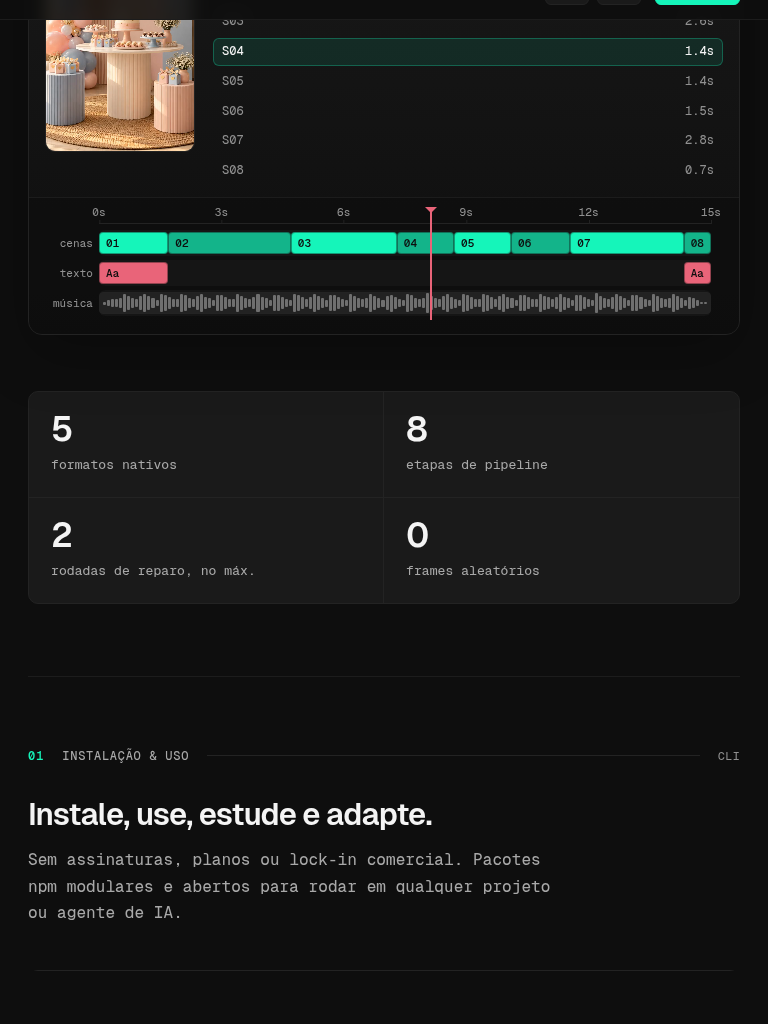 S03 2.6s
S04 1.4s
S05 1.4s
S06 1.5s
S07 2.8s
S08 0.7s
0s 3s 6s 9s 12s 15s
cenas 01 02 03 04 05 06 07 08
texto Aa Aa
música
5
formatos nativos
8
etapas de pipeline
2
rodadas de reparo, no máx.
0
frames aleatórios
01 INSTALAÇÃO & USO CLI
Instale, use, estude e adapte.
Sem assinaturas, planos ou lock-in comercial. Pacotes
npm modulares e abertos para rodar em qualquer projeto
ou agente de IA.